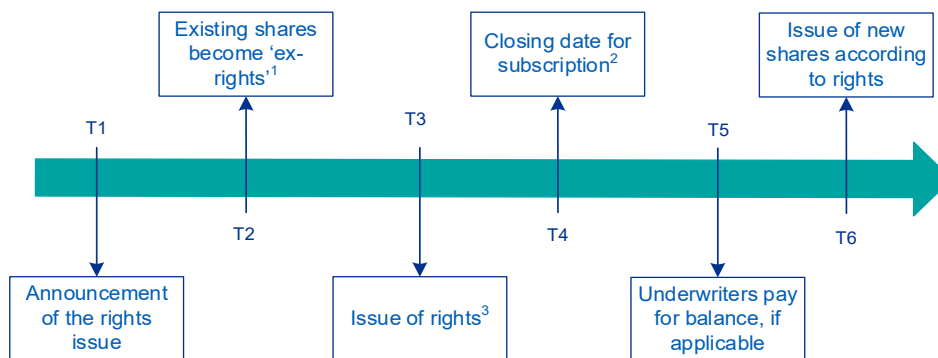 Existing shares
become ‘ex-
rights’¹
Closing date for
subscription²
Issue of new
shares according
to rights
T1
T3
T5
T2
T4
T6
Announcement
of the rights
issue
Issue of rights³
Underwriters pay
for balance, if
applicable